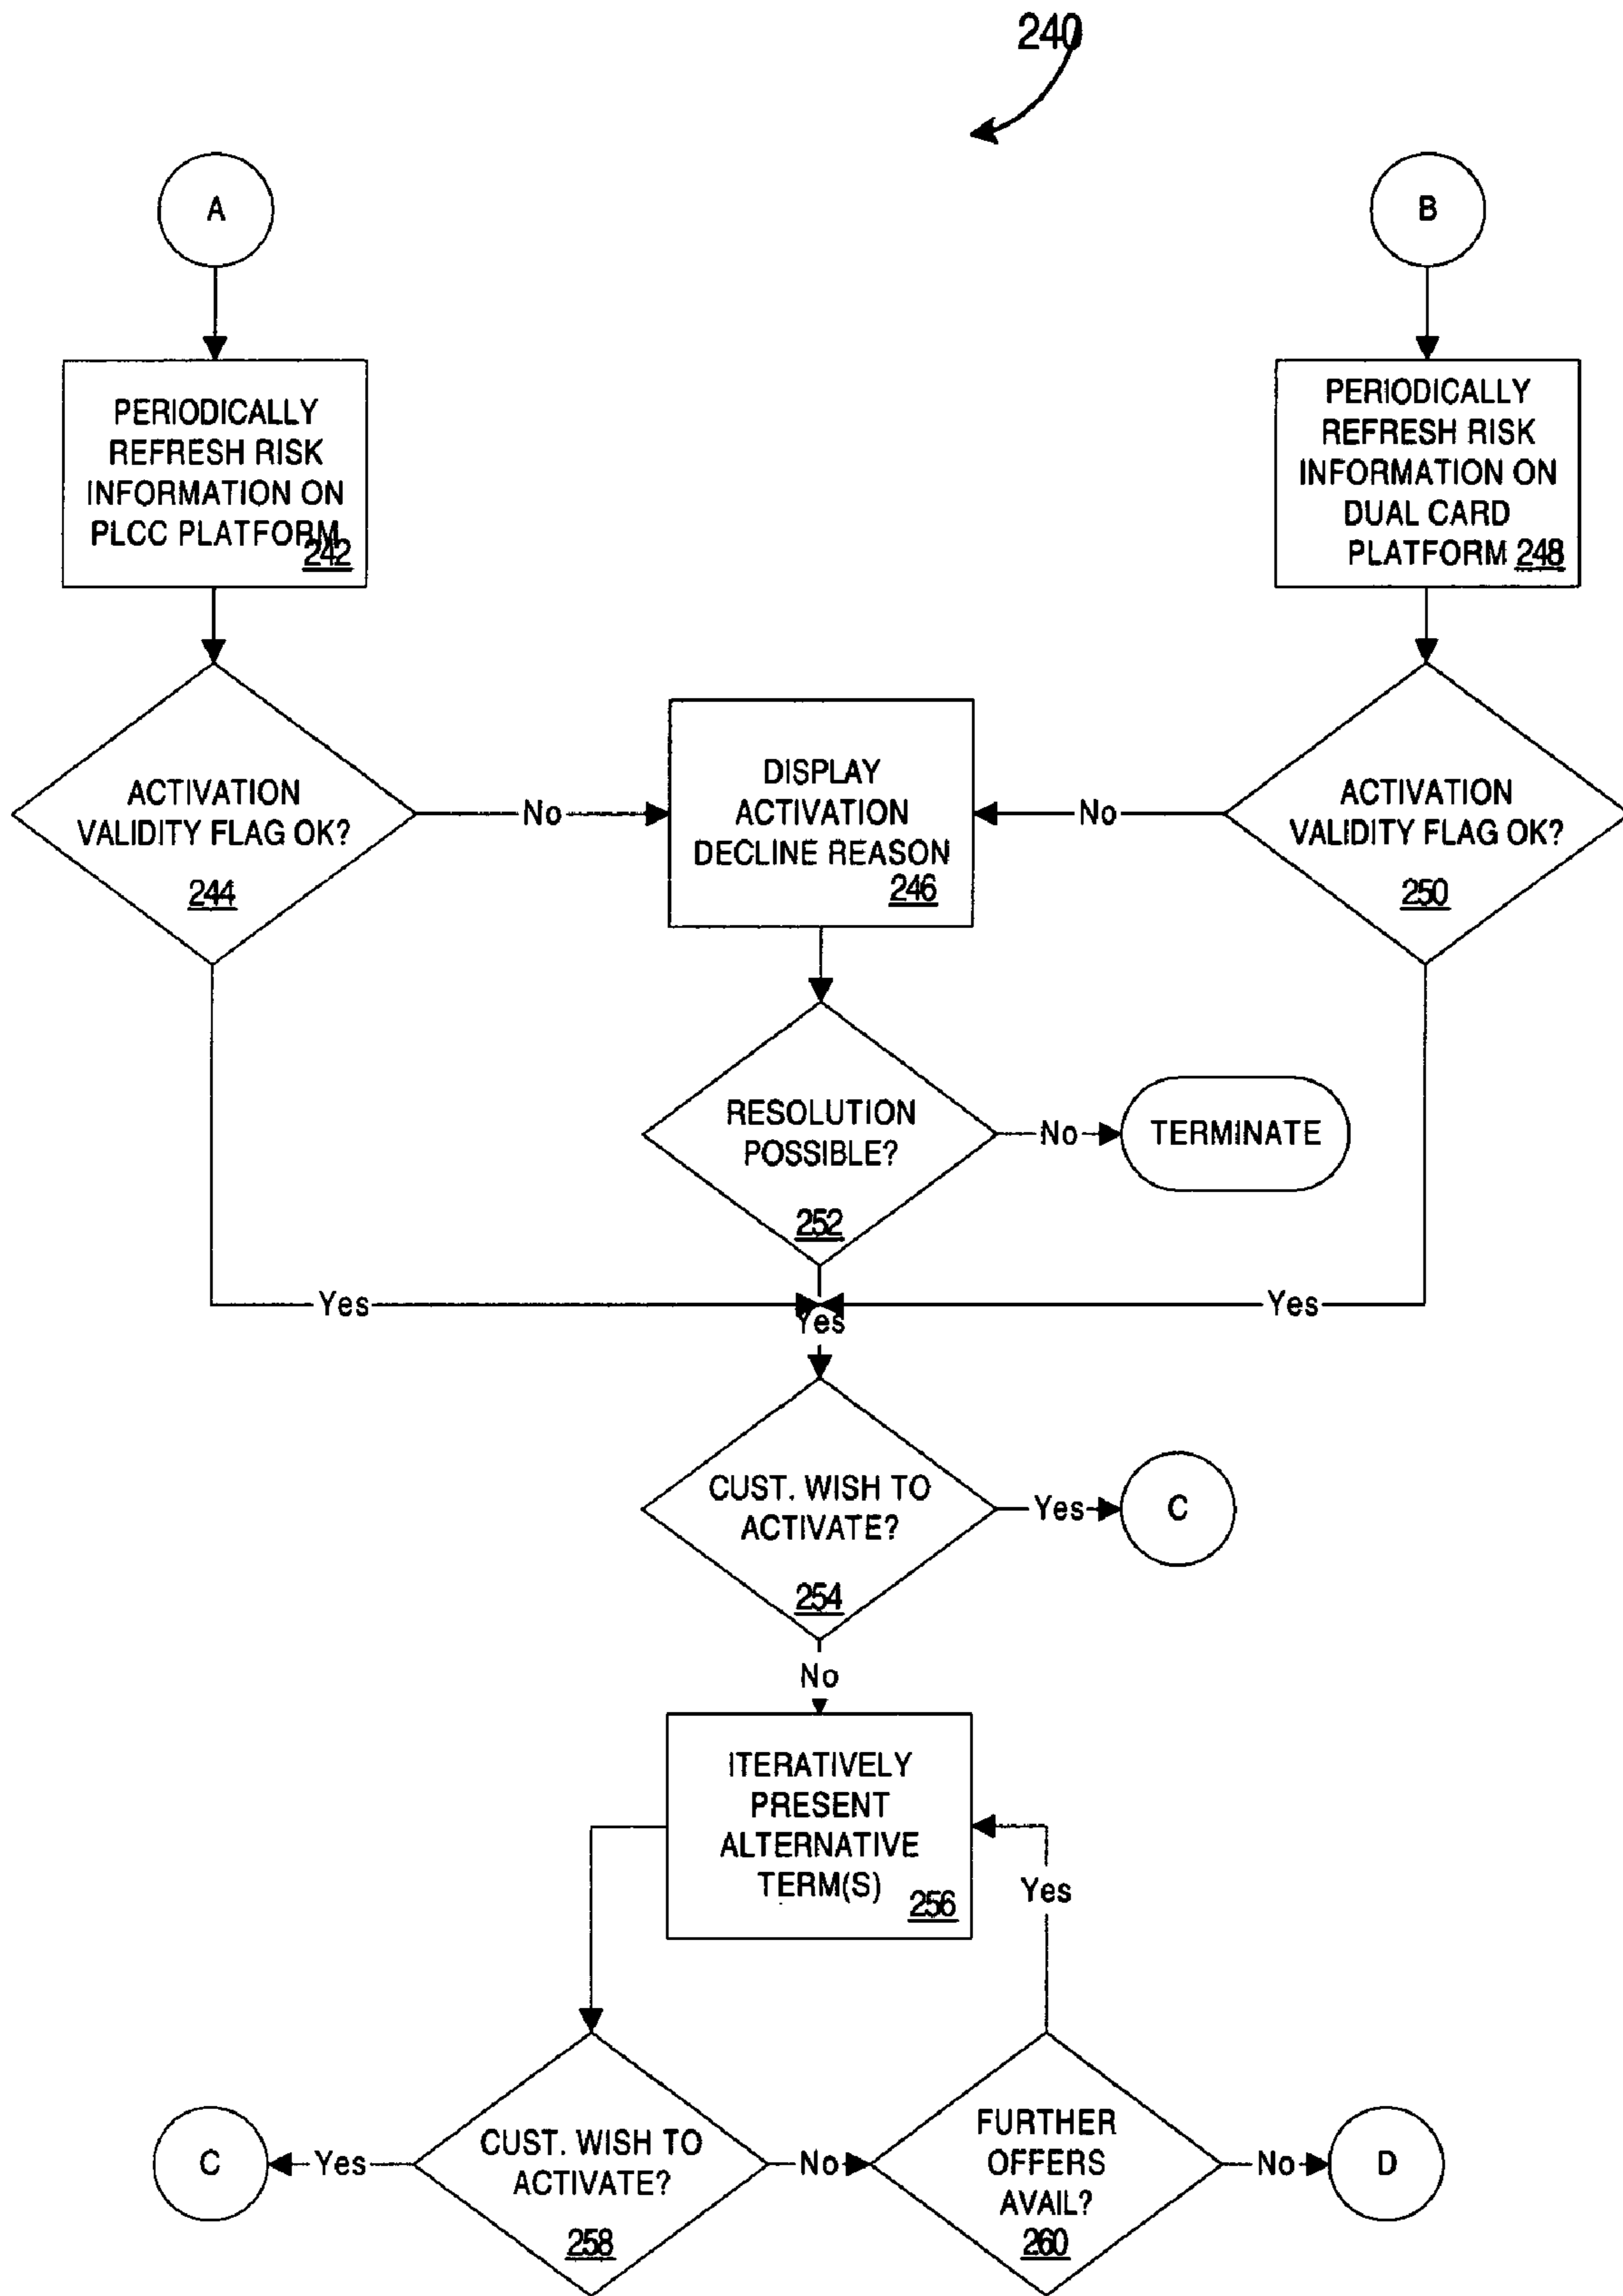 240
A
B
PERIODICALLY
REFRESH RISK
INFORMATION ON
PLCC PLATFORM
242
PERIODICALLY
REFRESH RISK
INFORMATION ON
DUAL CARD
PLATFORM 248
ACTIVATION
VALIDITY FLAG OK?
244
No
DISPLAY
ACTIVATION
DECLINE REASON
246
No
ACTIVATION
VALIDITY FLAG OK?
250
RESOLUTION
POSSIBLE?
252
No
TERMINATE
Yes
Yes
Yes
CUST. WISH TO
ACTIVATE?
254
Yes
C
No
ITERATIVELY
PRESENT
ALTERNATIVE
TERM(S)
256
Yes
C
Yes
CUST. WISH TO
ACTIVATE?
258
No
FURTHER
OFFERS
AVAIL?
260
No
D